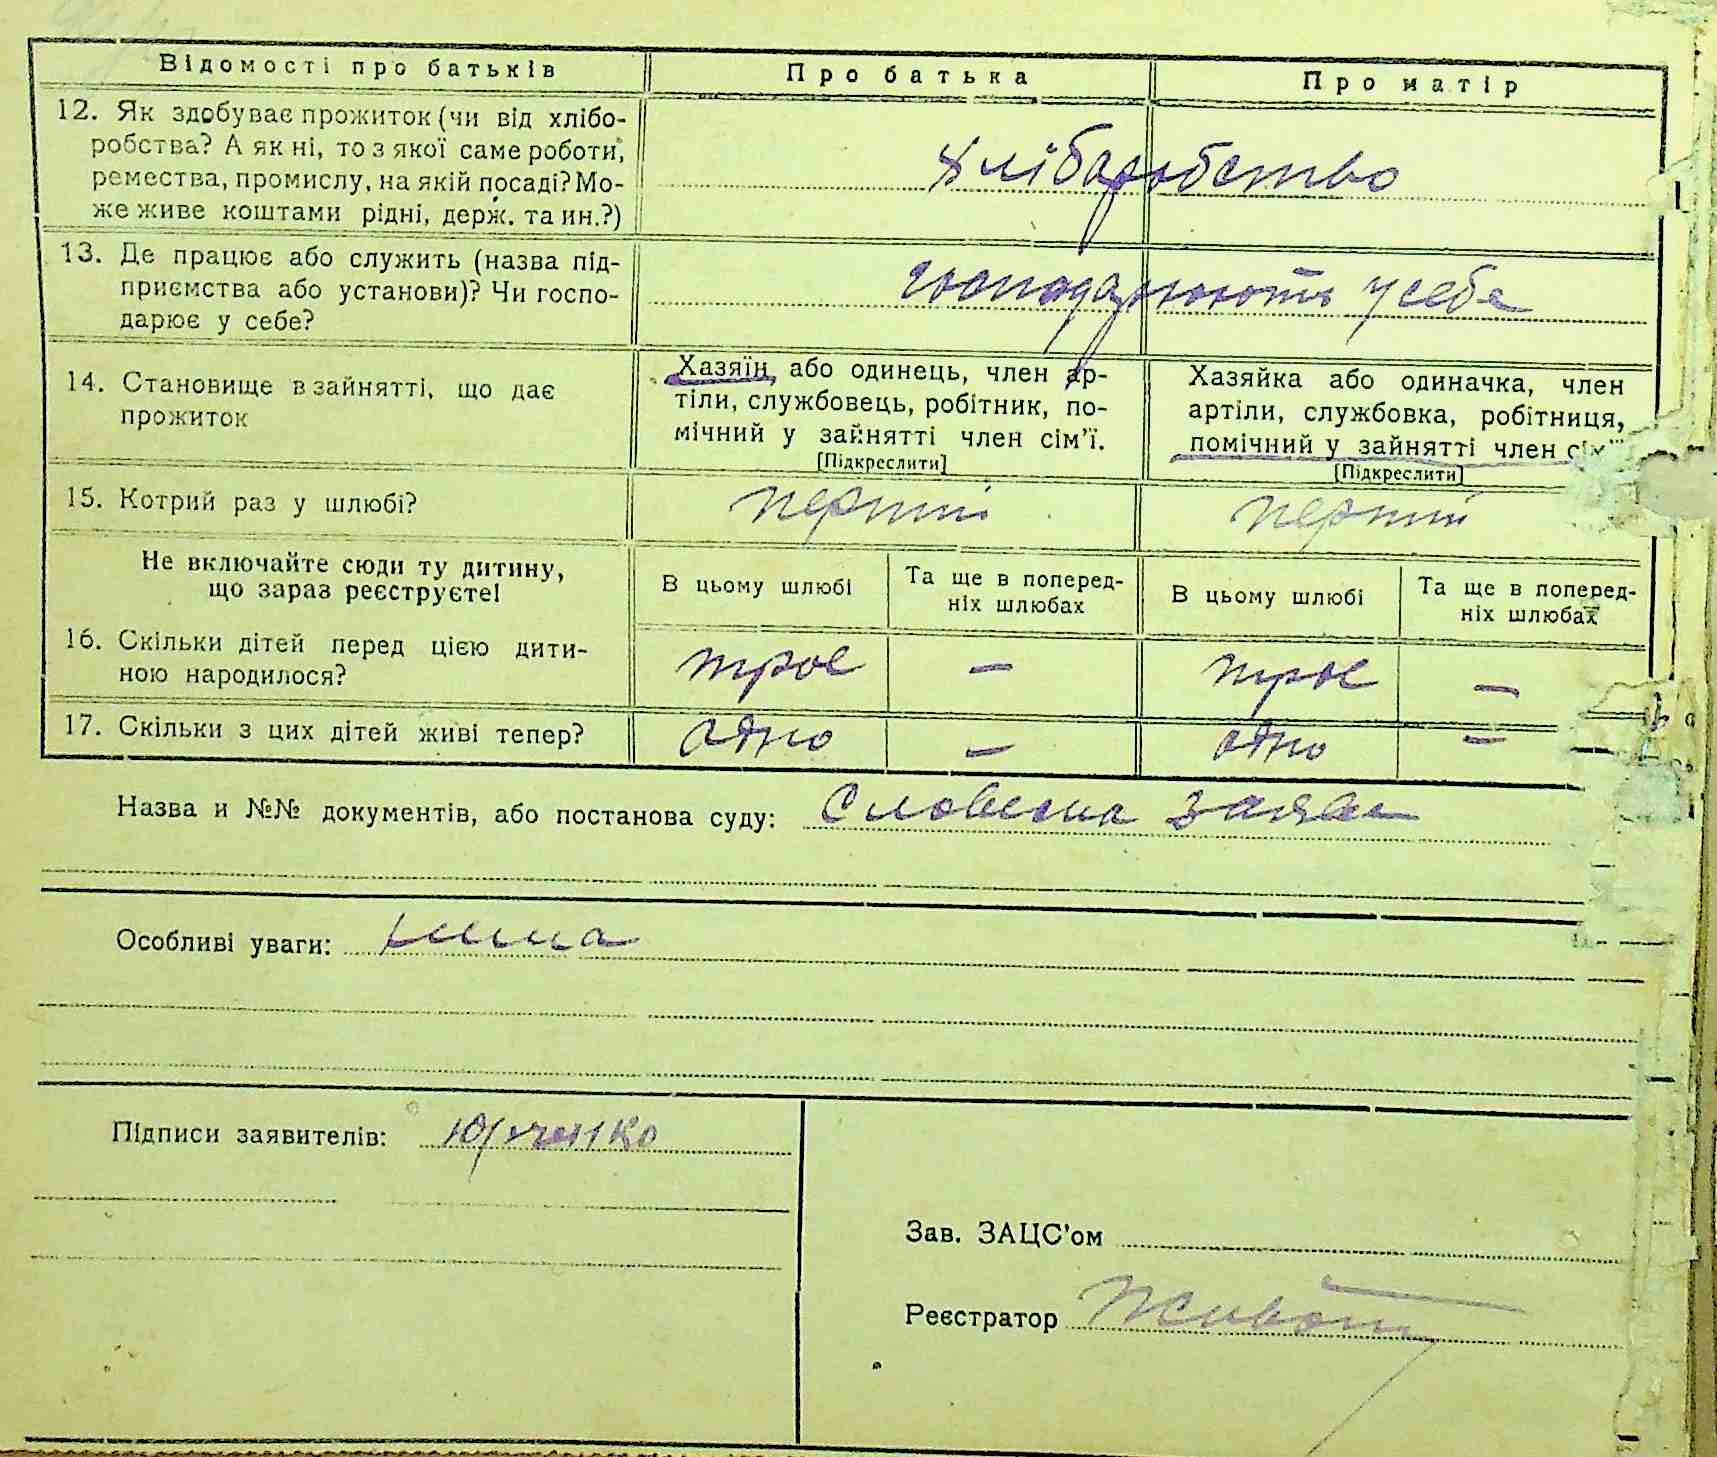 Відомості про батьків Про батька Про матір
12. Як здобуває прожиток (чи від хлібо-
робства? А як ні, то з якої саме роботи,
ремества, промислу, на якій посаді? Мо-
же живе коштами рідні, держ. та ин.?)
хліборобство
13. Де працює або служить (назва під-
приємства або установи)? Чи госпо-
дарює у себе?
господарюють у себе
14. Становище в зайнятті, що дає
прожиток
Хазяїн, або одинець, член ар-
тіли, службовець, робітник, по-
мічний у зайнятті член сім'ї.
[Підкреслити]
Хазяйка або одиначка, член
артіли, службовка, робітниця,
помічний у зайнятті член сім'ї
[Підкреслити]
15. Котрий раз у шлюбі? перший перший
Не включайте сюди ту дитину,
що зараз реєструєте!
В цьому шлюбі
Та ще в поперед-
ніх шлюбах
В цьому шлюбі
Та ще в поперед-
ніх шлюбах
16. Скільки дітей перед цією дити-
ною народилося?
троє — троє —
17. Скільки з цих дітей живі тепер? одно — одно —
Назва и №№ документів, або постанова суду: Словесна заява
Особливі уваги: нима
Підписи заявителів: Юрченко
Зав. ЗАЦС'ом
Реєстратор